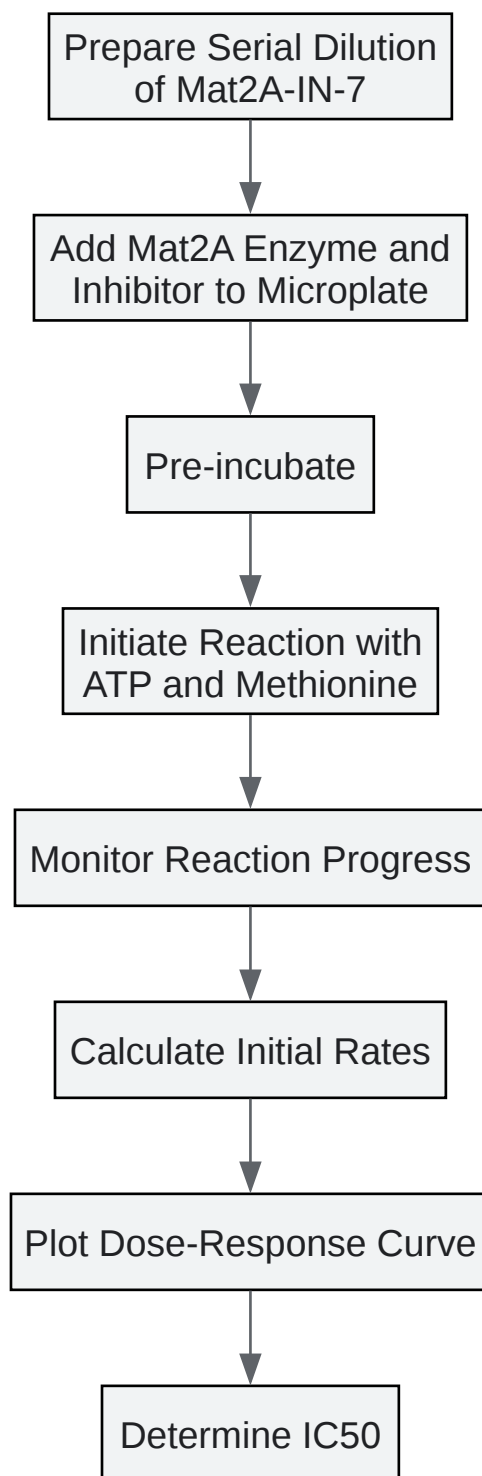 Prepare Serial Dilution
of Mat2A-IN-7
Add Mat2A Enzyme and
Inhibitor to Microplate
Pre-incubate
Initiate Reaction with
ATP and Methionine
Monitor Reaction Progress
Calculate Initial Rates
Plot Dose-Response Curve
Determine IC50